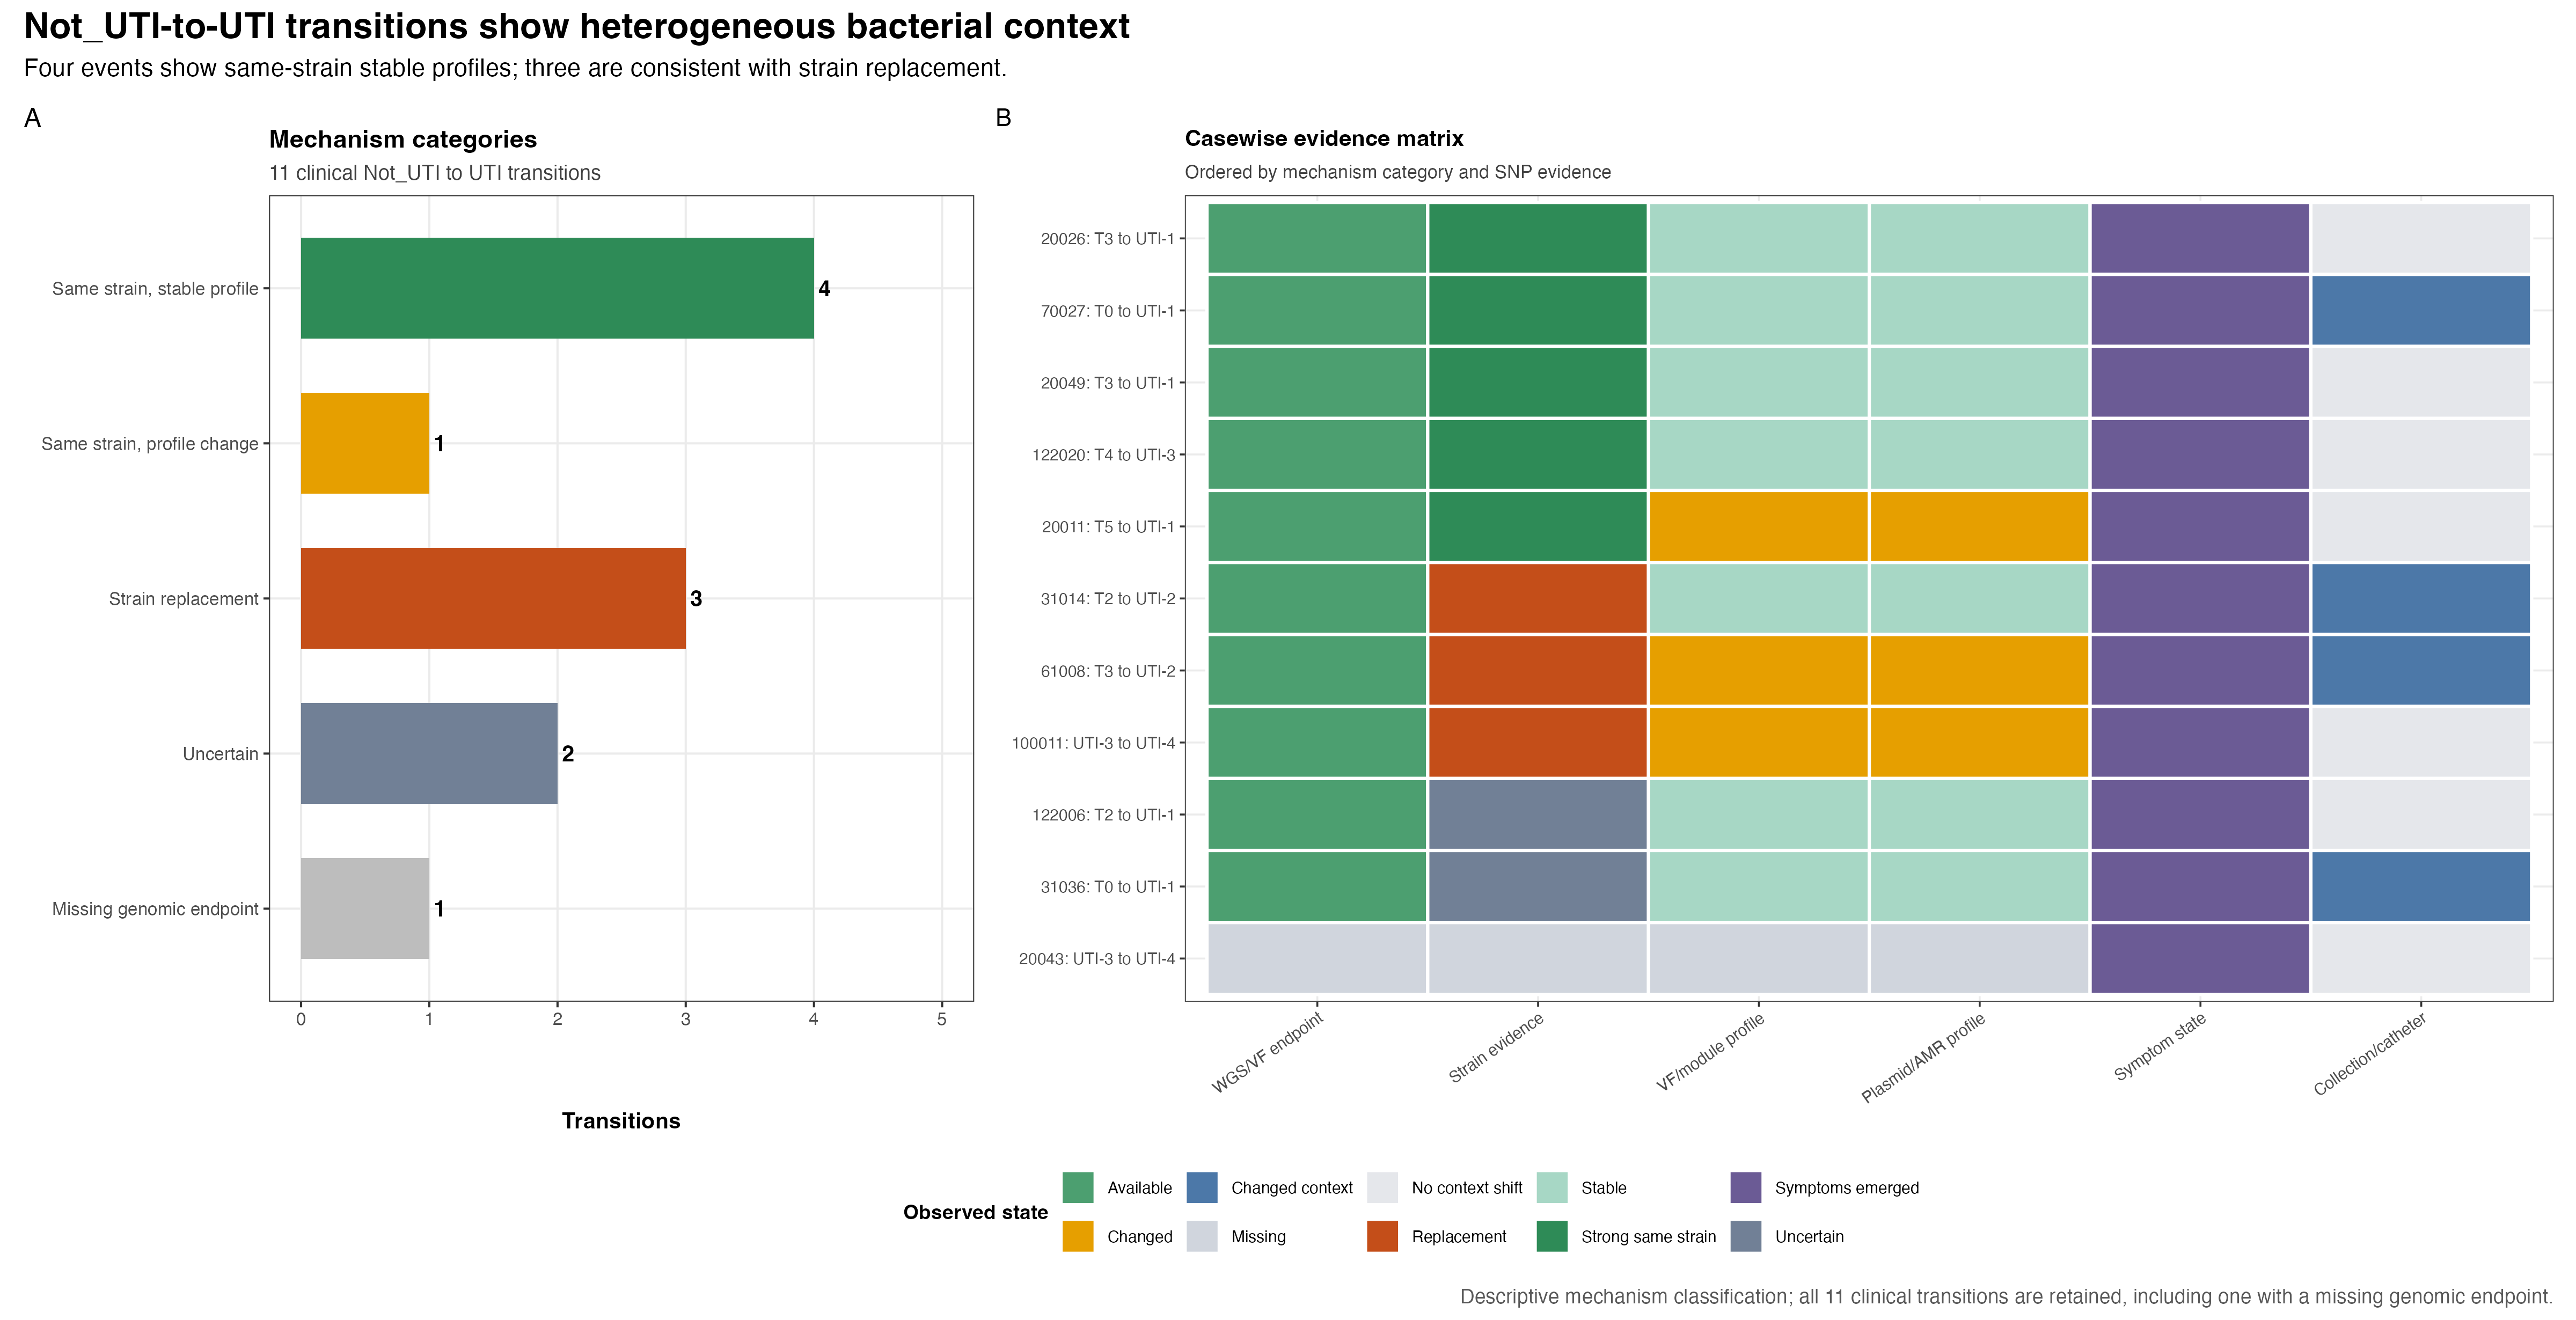 Not_UTI-to-UTI transitions show heterogeneous bacterial context
Four events show same-strain stable profiles; three are consistent with strain replacement.
A
Mechanism categories
11 clinical Not_UTI to UTI transitions
Same strain, stable profile
4
Same strain, profile change
1
Strain replacement
3
Uncertain
2
Missing genomic endpoint
1
0 1 2 3 4 5
Transitions
B
Casewise evidence matrix
Ordered by mechanism category and SNP evidence
20026: T3 to UTI-1
70027: T0 to UTI-1
20049: T3 to UTI-1
122020: T4 to UTI-3
20011: T5 to UTI-1
31014: T2 to UTI-2
61008: T3 to UTI-2
100011: UTI-3 to UTI-4
122006: T2 to UTI-1
31036: T0 to UTI-1
20043: UTI-3 to UTI-4
WGS/VF endpoint
Strain evidence
VF/module profile
Plasmid/AMR profile
Symptom state
Collection/catheter
Observed state
Available Changed context No context shift Stable Symptoms emerged
Changed Missing Replacement Strong same strain Uncertain
Descriptive mechanism classification; all 11 clinical transitions are retained, including one with a missing genomic endpoint.